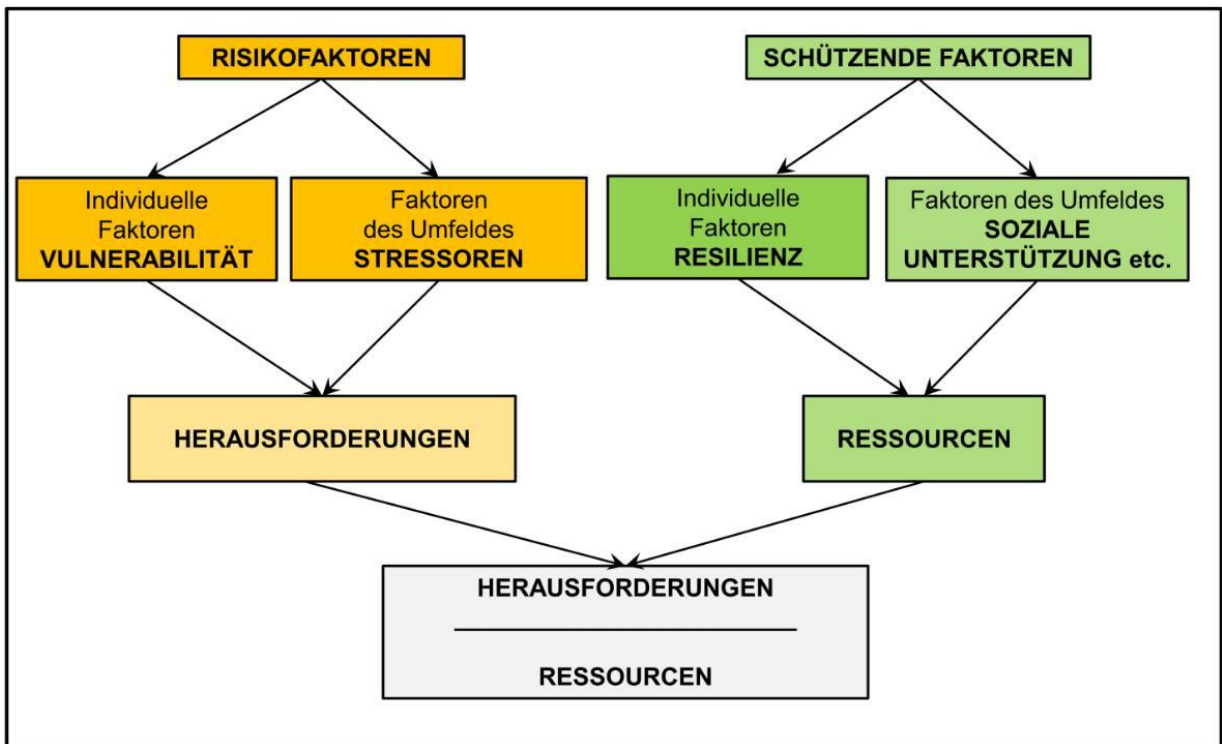 RISIKOFAKTOREN
SCHÜTZENDE FAKTOREN
Individuelle
Faktoren
VULNERABILITÄT
Faktoren
des Umfeldes
STRESSOREN
Individuelle
Faktoren
RESILIENZ
Faktoren des Umfeldes
SOZIALE
UNTERSTÜTZUNG etc.
HERAUSFORDERUNGEN
RESSOURCEN
HERAUSFORDERUNGEN
RESSOURCEN